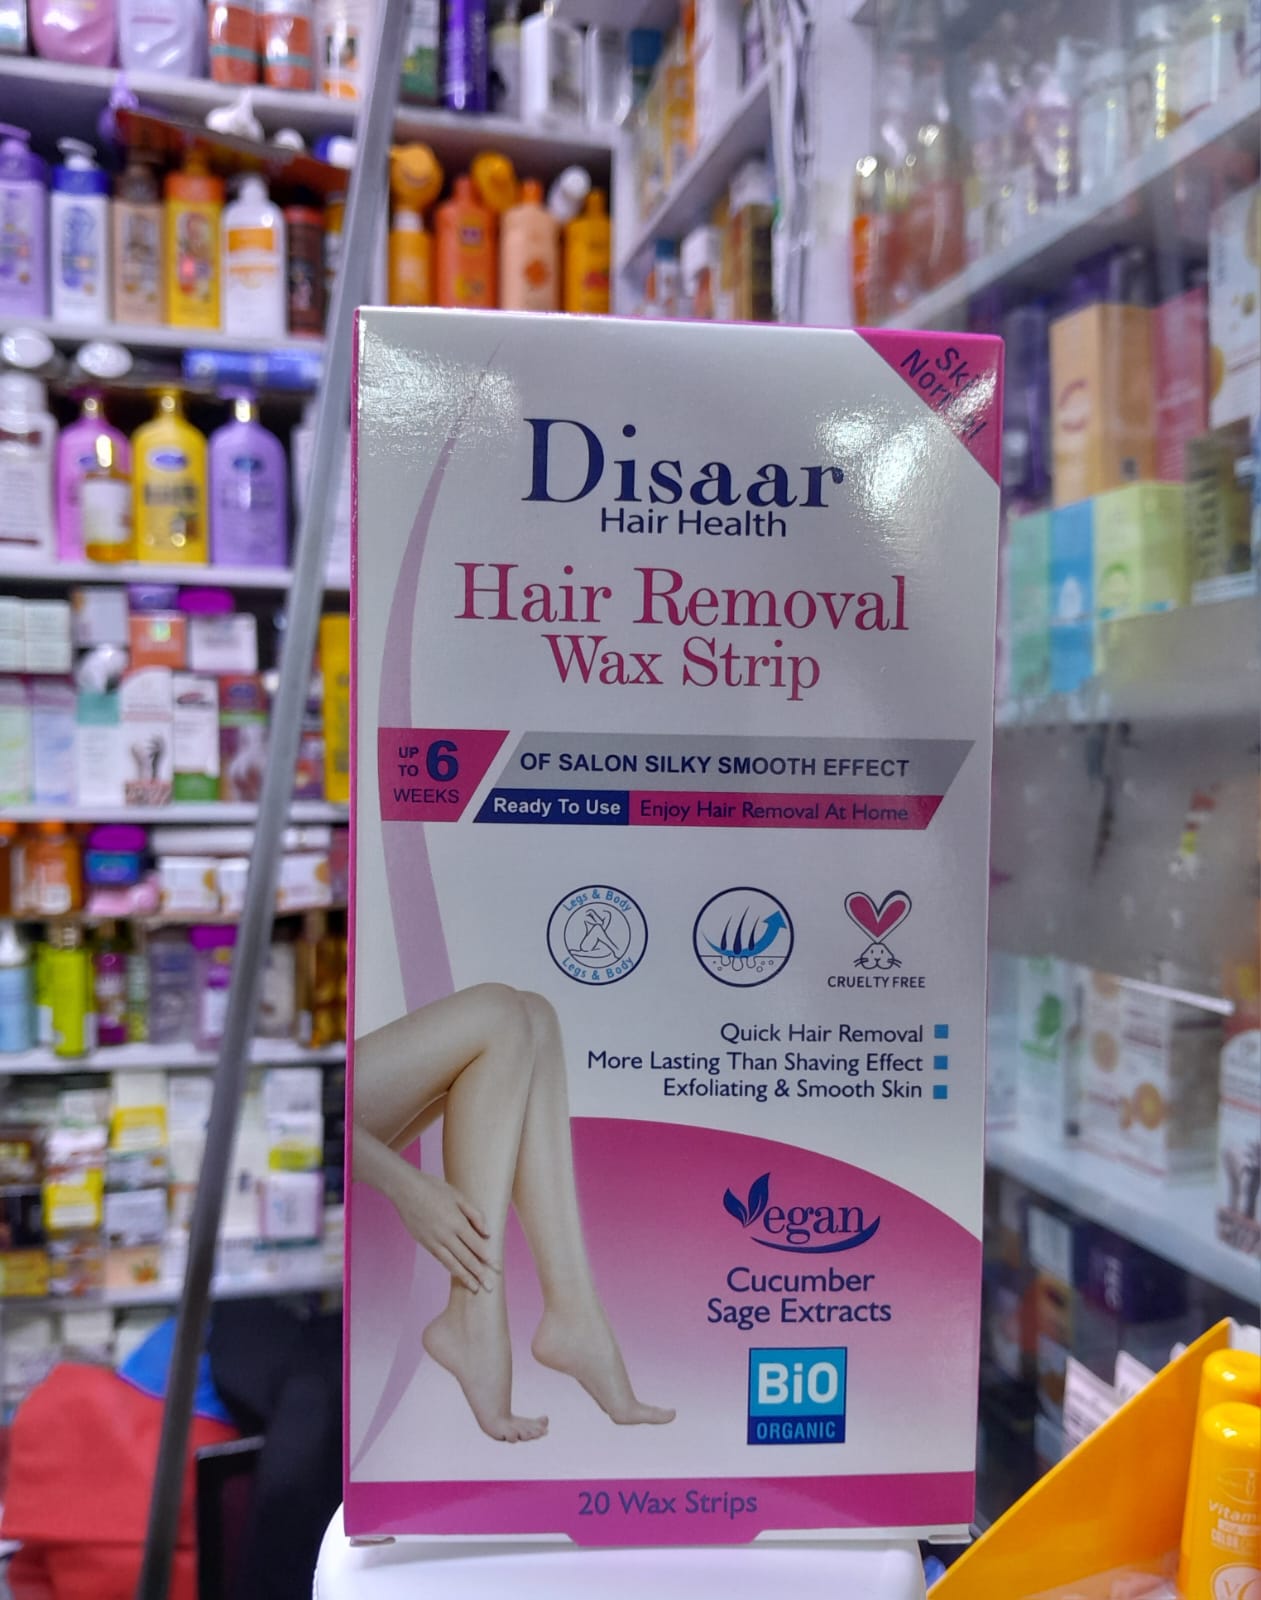 Skin
Normal
Disaar
Hair Health
Hair Removal
Wax Strip
UP
TO 6
WEEKS
OF SALON SILKY SMOOTH EFFECT
Ready To Use Enjoy Hair Removal At Home
Legs & Body
Legs & Body
CRUELTY FREE
Quick Hair Removal
More Lasting Than Shaving Effect
Exfoliating & Smooth Skin
Vegan
Cucumber
Sage Extracts
BiO
ORGANIC
20 Wax Strips